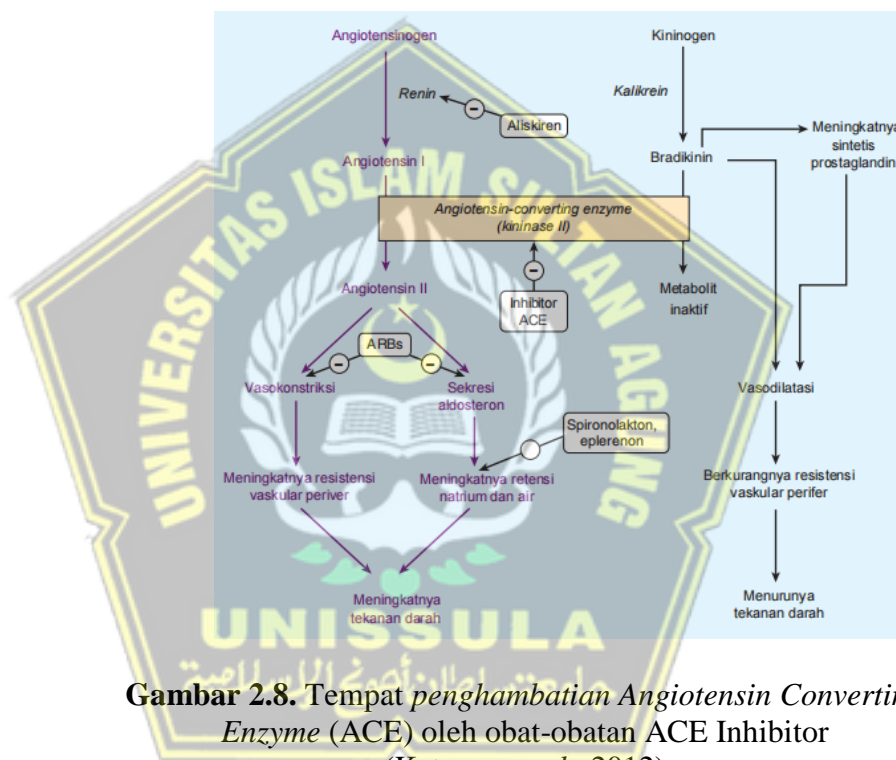 Angiotensinogen
Kininogen
Renin
Kalikrein
Aliskiren
Meningkatnya
sintetis
prostaglandin
Angiotensin I
Bradikinin
Angiotensin-converting enzyme
(kininase II)
Angiotensin II
Inhibitor
ACE
Metabolit
inaktif
ARBs
Vasokonstriksi
Sekresi
aldosteron
Vasodilatasi
Spironolakton,
eplerenon
Meningkatnya resistensi
vaskular periver
Meningkatnya retensi
natrium dan air
Berkurangnya resistensi
vaskular perifer
Meningkatnya
tekanan darah
Menurunya
tekanan darah
UNIVERSITAS ISLAM SULTAN AGUNG
UNISSULA
Gambar 2.8. Tempat penghambatian Angiotensin Convertin
Enzyme (ACE) oleh obat-obatan ACE Inhibitor